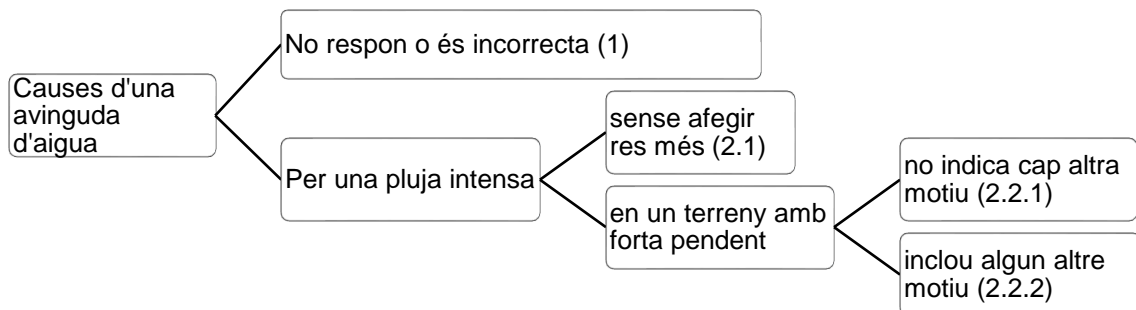 No respon o és incorrecta (1)
Causes d'una
avinguda
d'aigua
sense afegir
res més (2.1)
Per una pluja intensa
no indica cap altra
motiu (2.2.1)
en un terreny amb
forta pendent
inclou algun altre
motiu (2.2.2)